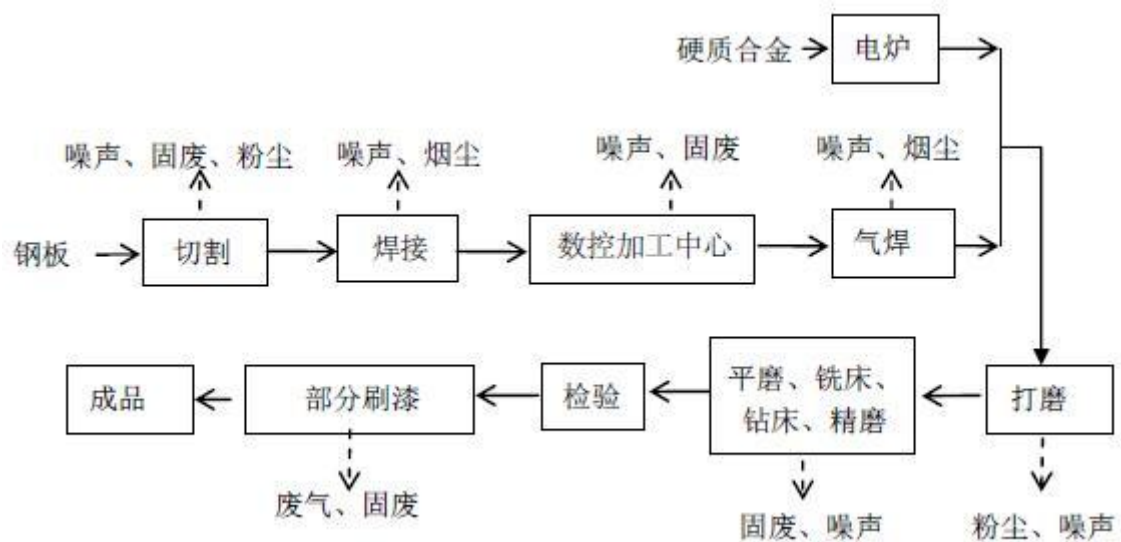 硬质合金
电炉
噪声、固废、粉尘
噪声、烟尘
噪声、固废
噪声、烟尘
钢板
切割
焊接
数控加工中心
气焊
成品
部分刷漆
检验
平磨、铣床、
钻床、精磨
打磨
废气、固废
固废、噪声
粉尘、噪声